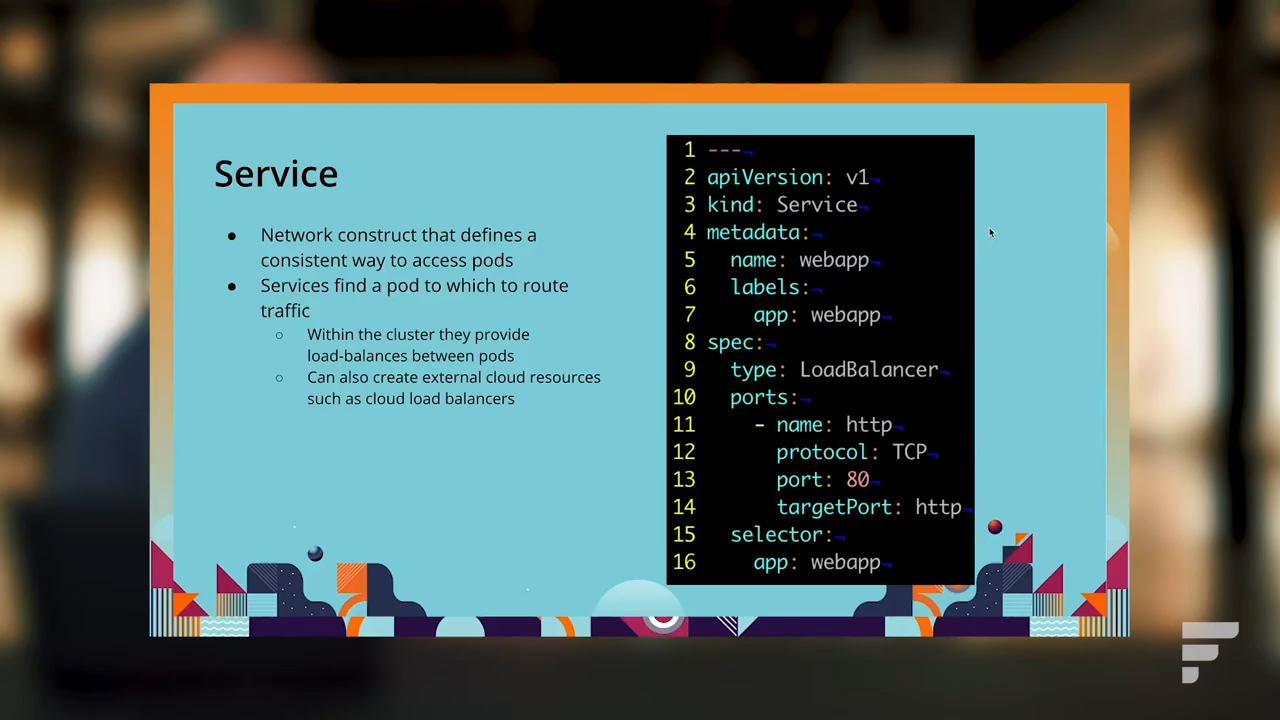 Service
● Network construct that defines a
consistent way to access pods
● Services find a pod to which to route
traffic
○ Within the cluster they provide
load-balances between pods
○ Can also create external cloud resources
such as cloud load balancers
1 ---¬
2 apiVersion: v1¬
3 kind: Service¬
4 metadata:¬
5   name: webapp¬
6   labels:¬
7     app: webapp¬
8 spec:¬
9   type: LoadBalancer¬
10   ports:¬
11     - name: http¬
12       protocol: TCP¬
13       port: 80¬
14       targetPort: http¬
15   selector:¬
16     app: webapp¬